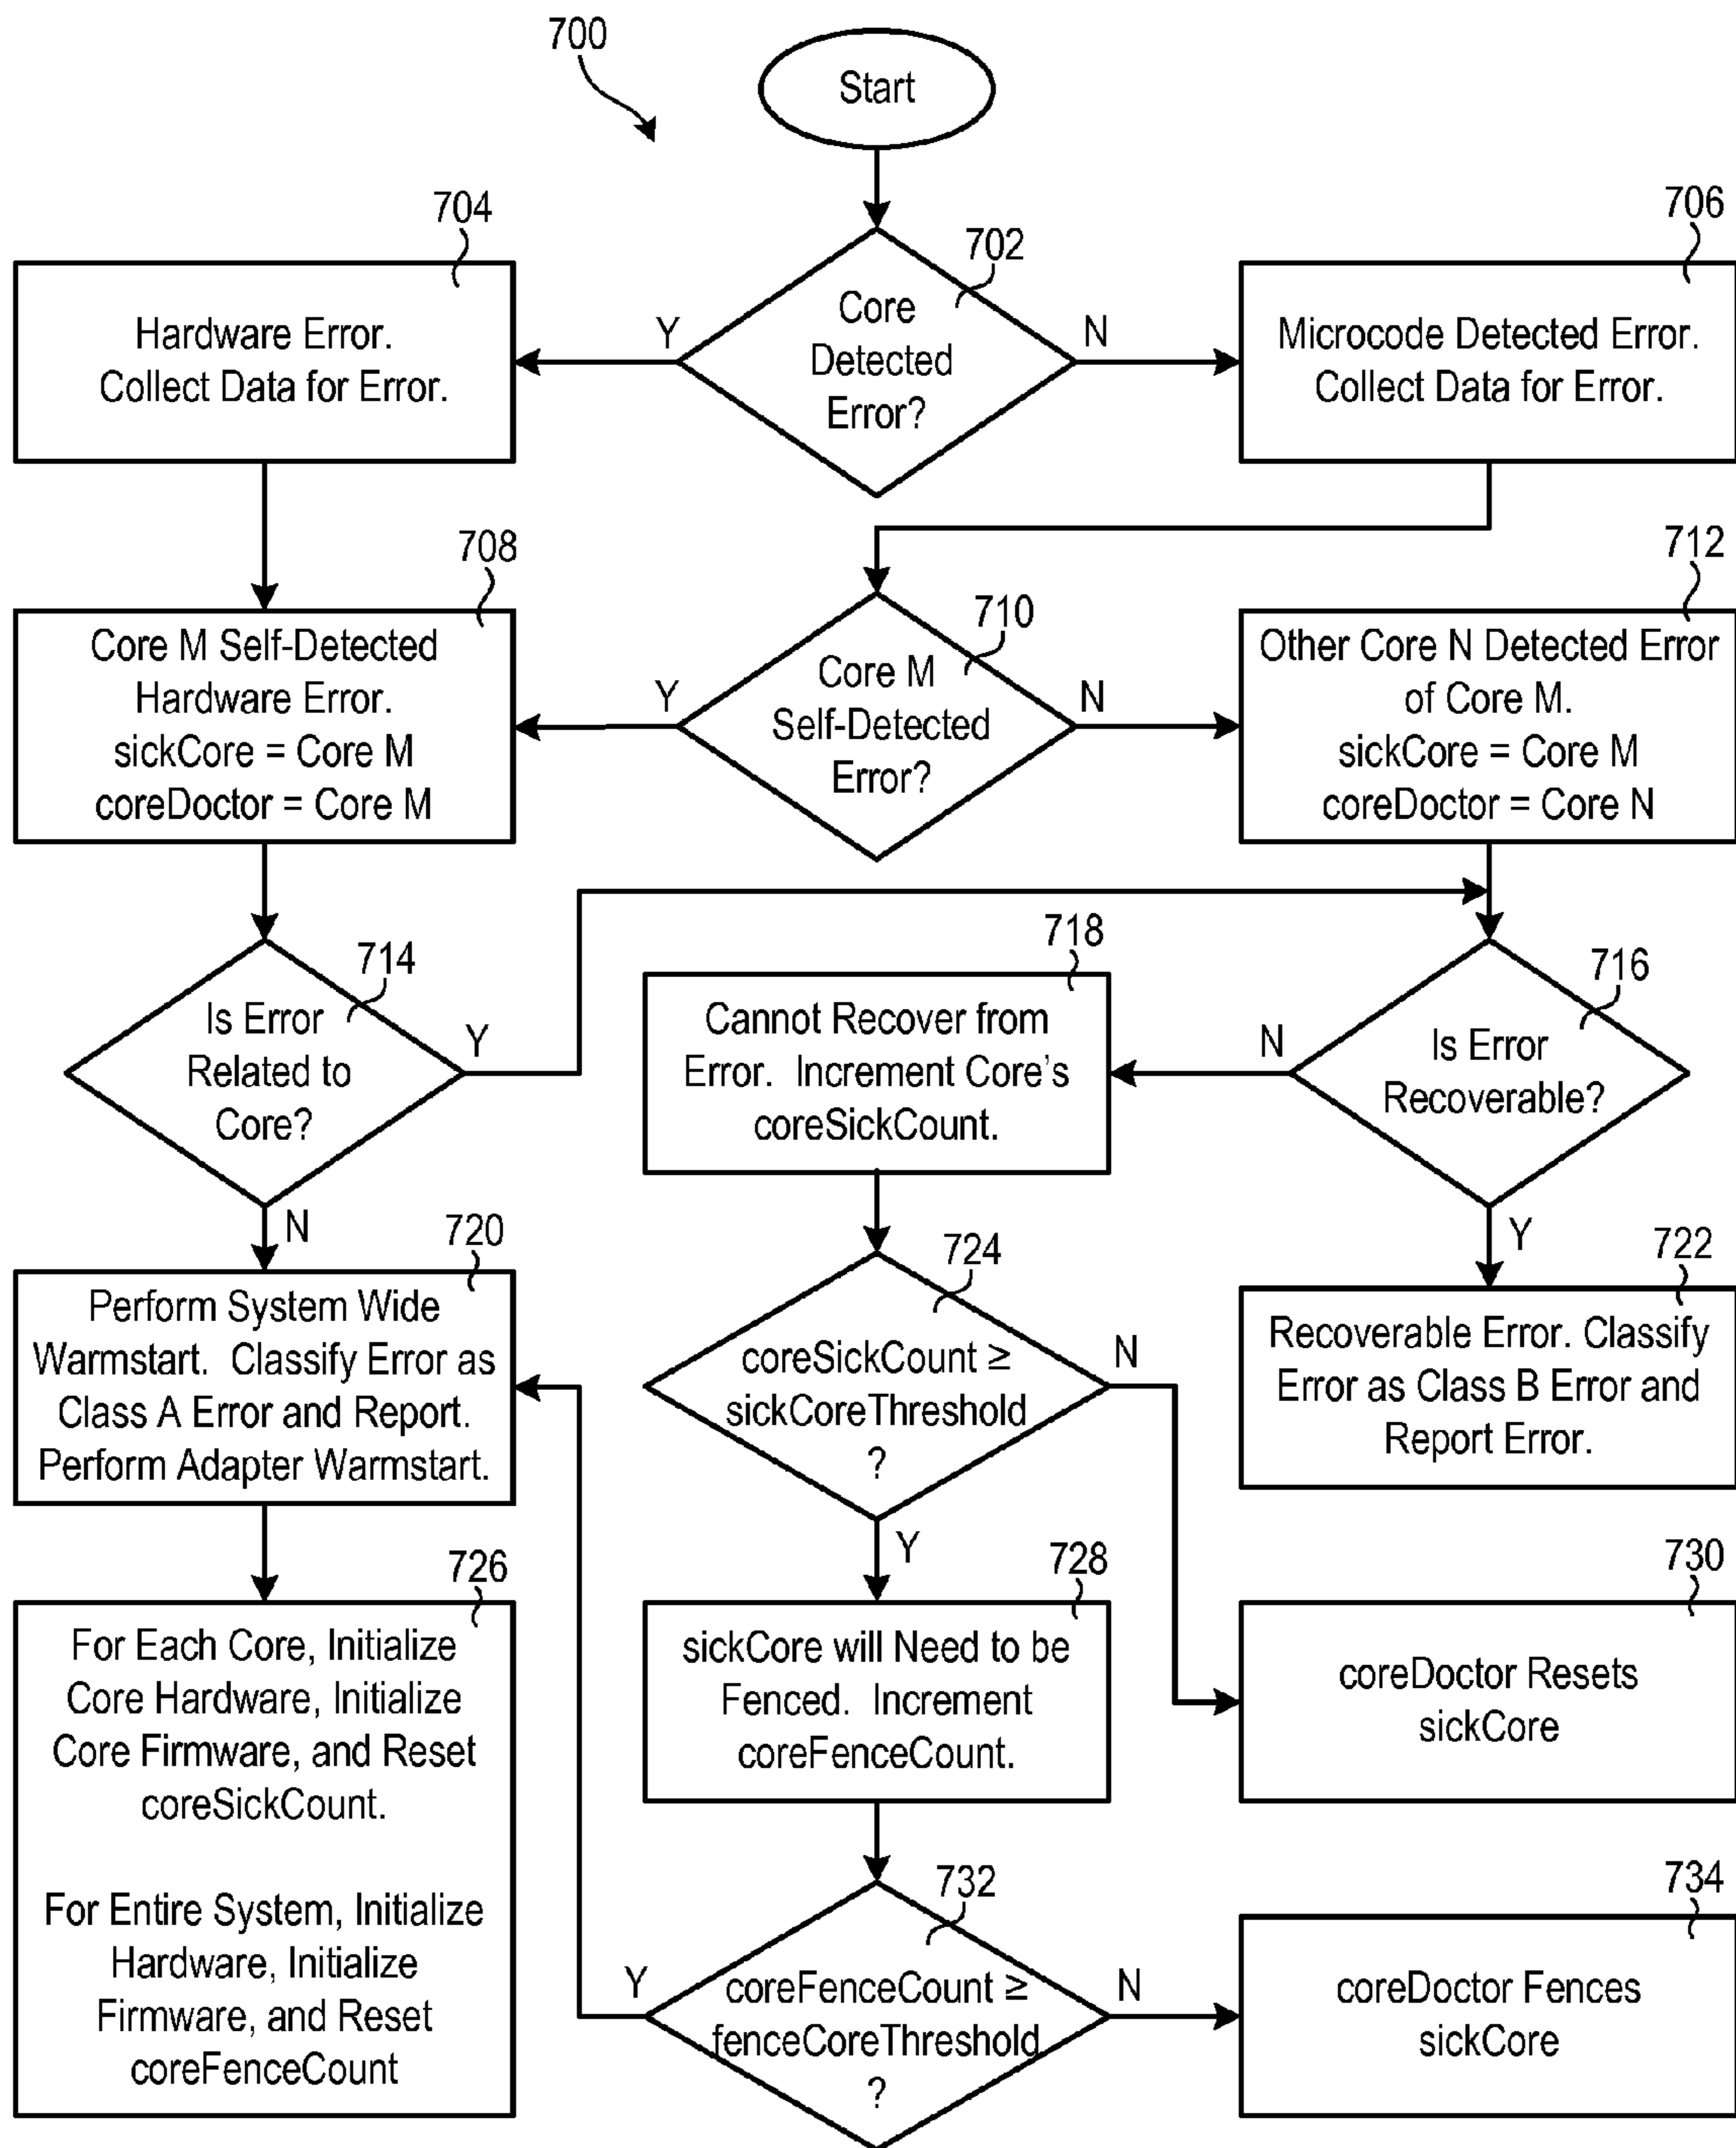 700
Start
704
702
706
Hardware Error.
Collect Data for Error.
Y
Core
Detected
Error?
N
Microcode Detected Error.
Collect Data for Error.
708
710
712
Core M Self-Detected
Hardware Error.
sickCore = Core M
coreDoctor = Core M
Y
Core M
Self-Detected
Error?
N
Other Core N Detected Error
of Core M.
sickCore = Core M
coreDoctor = Core N
714
Is Error
Related to
Core?
Y
N
718
Cannot Recover from
Error. Increment Core's
coreSickCount.
716
N
Is Error
Recoverable?
Y
720
Perform System Wide
Warmstart. Classify Error as
Class A Error and Report.
Perform Adapter Warmstart.
724
coreSickCount ≥
sickCoreThreshold
?
N
Y
722
Recoverable Error. Classify
Error as Class B Error and
Report Error.
726
For Each Core, Initialize
Core Hardware, Initialize
Core Firmware, and Reset
coreSickCount.
For Entire System, Initialize
Hardware, Initialize
Firmware, and Reset
coreFenceCount
728
sickCore will Need to be
Fenced. Increment
coreFenceCount.
730
coreDoctor Resets
sickCore
732
Y
coreFenceCount ≥
fenceCoreThreshold
?
N
734
coreDoctor Fences
sickCore